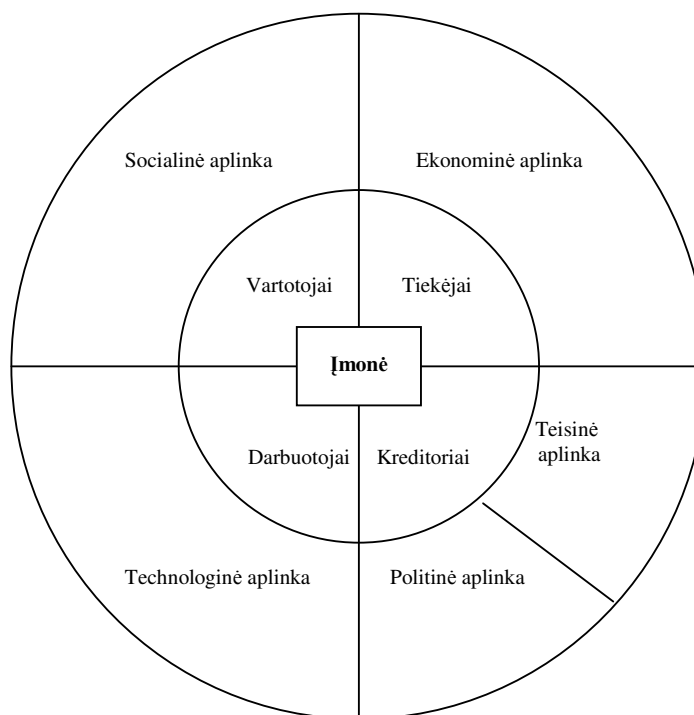 Socialinė aplinka
Ekonominė aplinka
Vartotojai
Tiekėjai
Įmonė
Teisinė
aplinka
Darbuotojai
Kreditoriai
Technologinė aplinka
Politinė aplinka